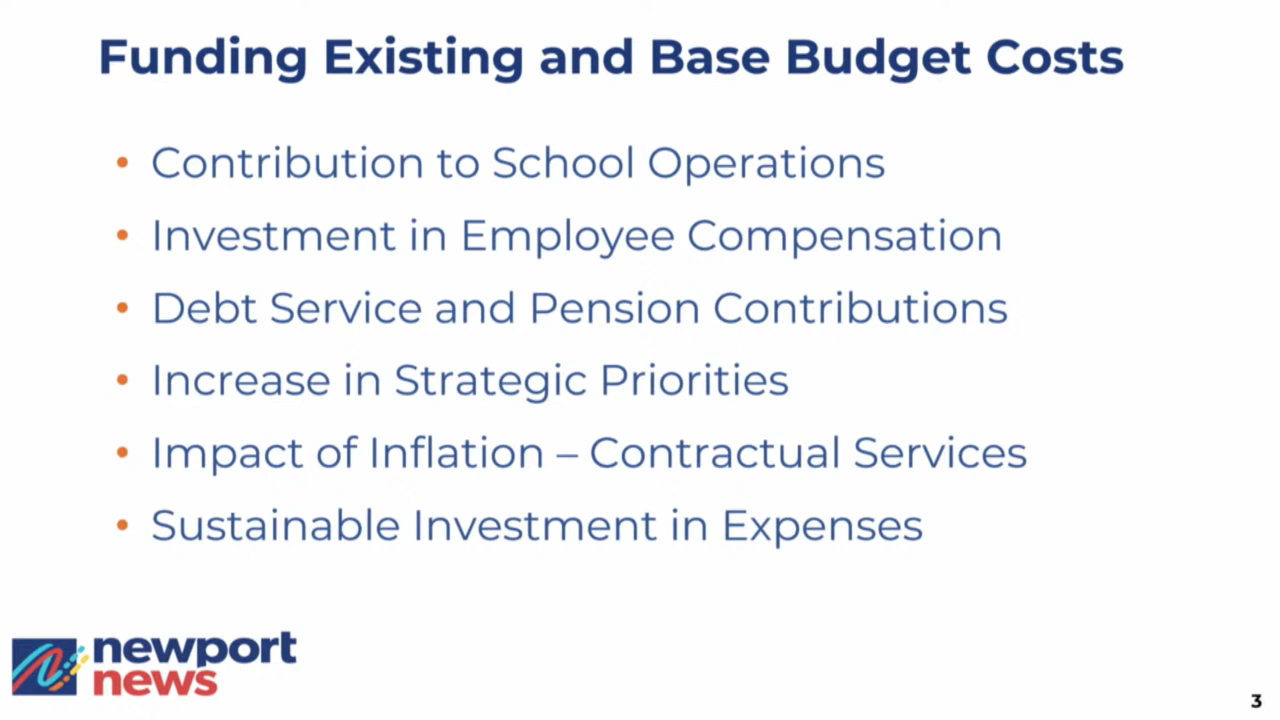 Funding Existing and Base Budget Costs
• Contribution to School Operations
• Investment in Employee Compensation
• Debt Service and Pension Contributions
• Increase in Strategic Priorities
• Impact of Inflation – Contractual Services
• Sustainable Investment in Expenses
newport
news
3